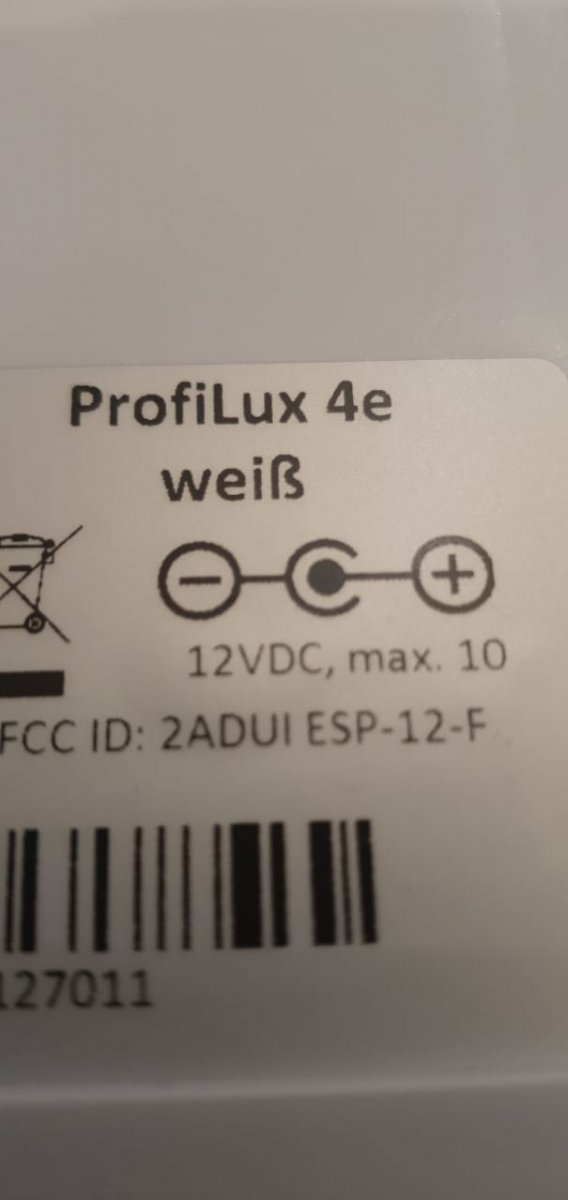 ProfiLux 4e
weiß
12VDC, max. 10
FCC ID: 2ADUI ESP-12-F
127011